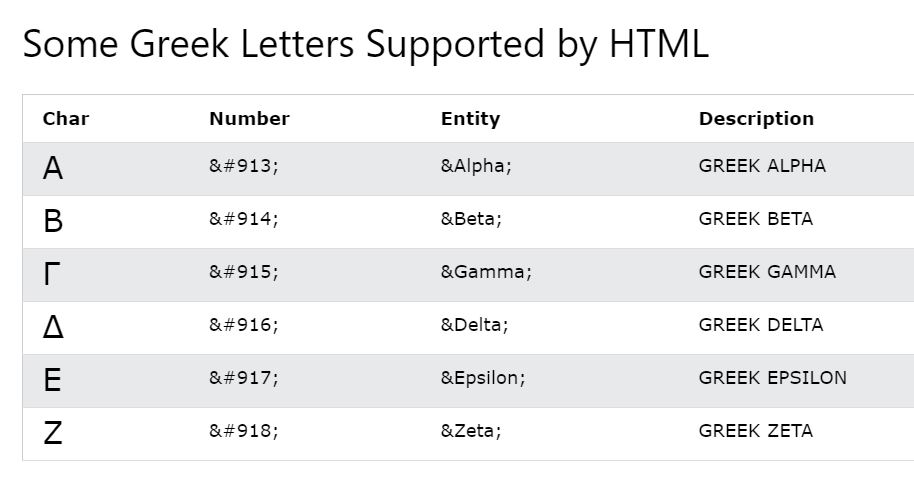 Some Greek Letters Supported by HTML
Char Number Entity Description
Α &#913; &Alpha; GREEK ALPHA
Β &#914; &Beta; GREEK BETA
Γ &#915; &Gamma; GREEK GAMMA
Δ &#916; &Delta; GREEK DELTA
Ε &#917; &Epsilon; GREEK EPSILON
Ζ &#918; &Zeta; GREEK ZETA